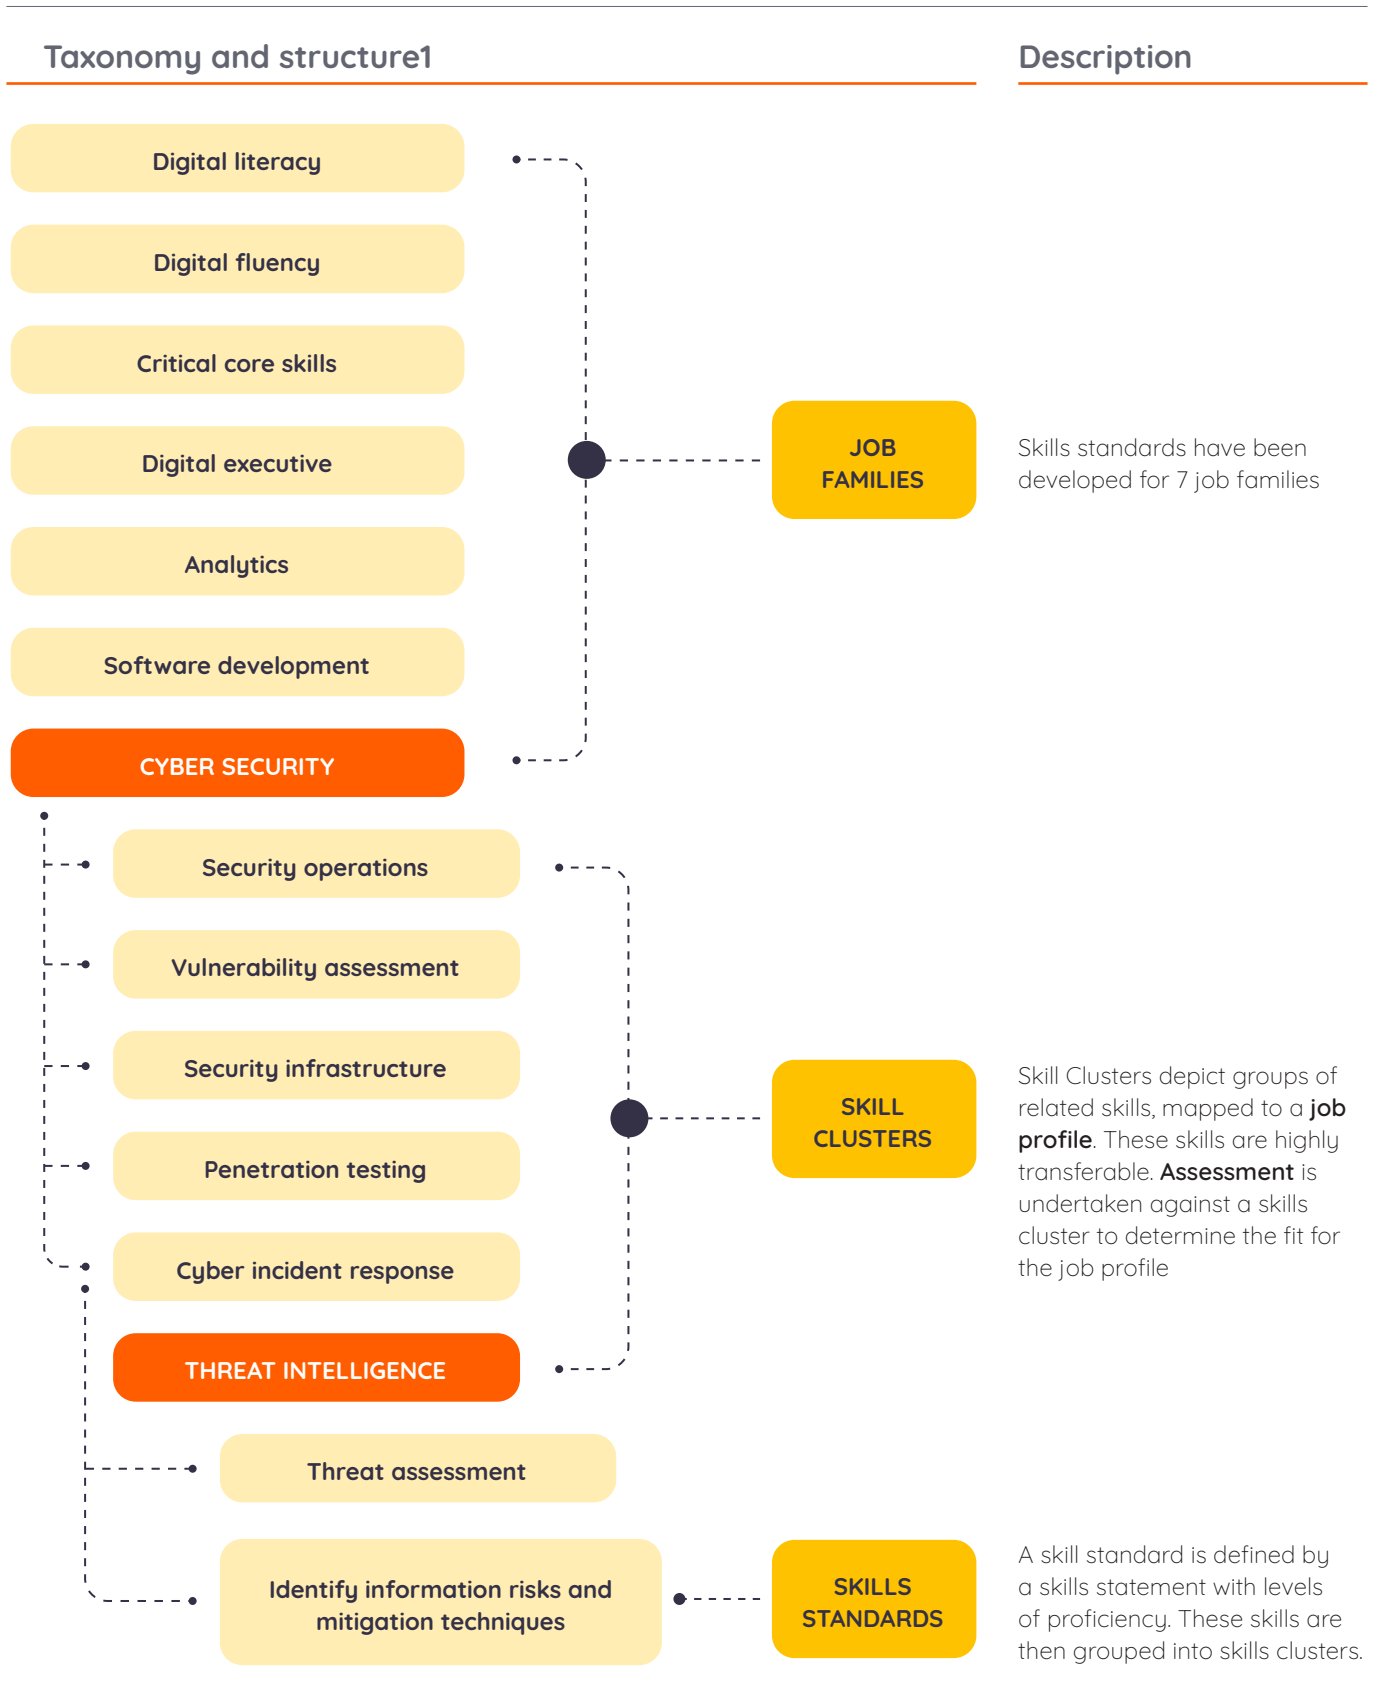 Taxonomy and structure1
Description
Digital literacy
Digital fluency
Critical core skills
Digital executive
Analytics
Software development
CYBER SECURITY
JOB
FAMILIES
Skills standards have been
developed for 7 job families
Security operations
Vulnerability assessment
Security infrastructure
Penetration testing
Cyber incident response
THREAT INTELLIGENCE
SKILL
CLUSTERS
Skill Clusters depict groups of
related skills, mapped to a job
profile. These skills are highly
transferable. Assessment is
undertaken against a skills
cluster to determine the fit for
the job profile
Threat assessment
Identify information risks and
mitigation techniques
SKILLS
STANDARDS
A skill standard is defined by
a skills statement with levels
of proficiency. These skills are
then grouped into skills clusters.